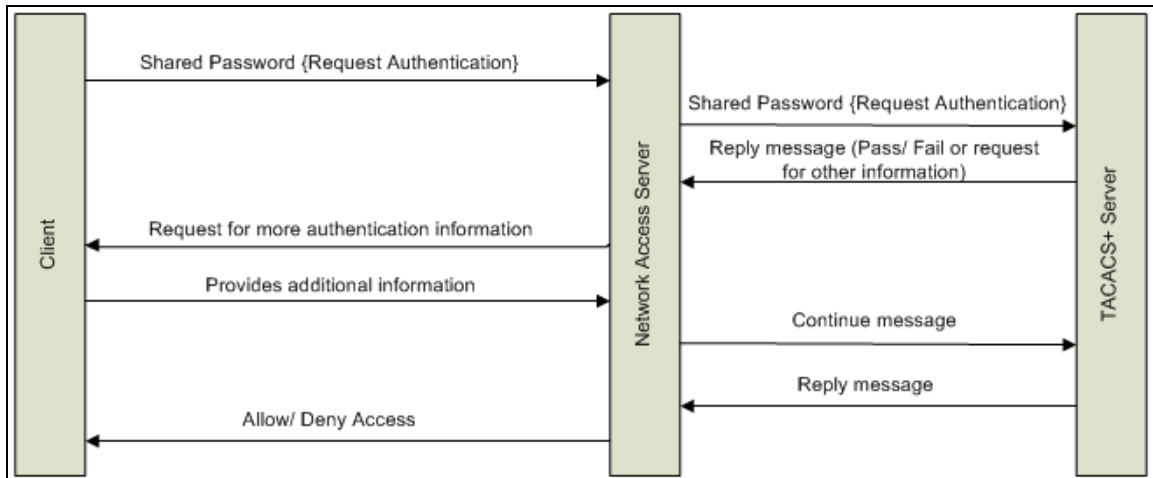 Shared Password {Request Authentication}
Shared Password {Request Authentication}
Reply message (Pass/ Fail or request
for other information)
Request for more authentication information
Provides additional information
Continue message
Reply message
Allow/ Deny Access
Client
Network Access Server
TACACS+ Server